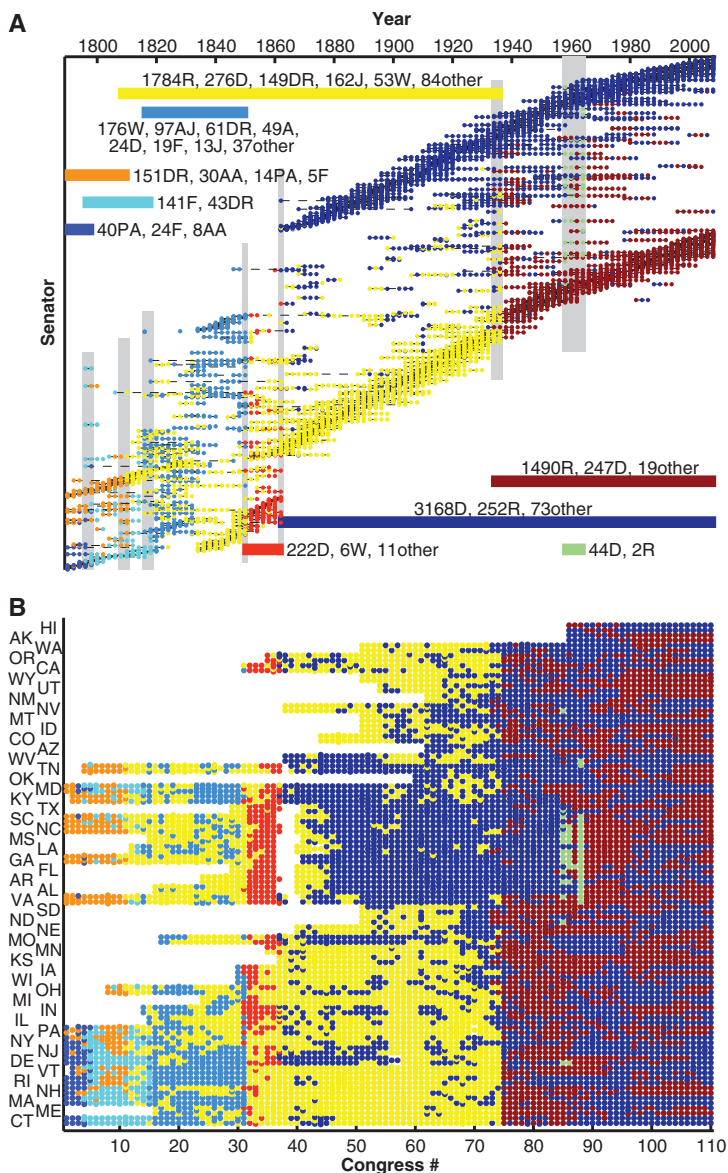 A
Year
1800 1820 1840 1860 1880 1900 1920 1940 1960 1980 2000
1784R, 276D, 149DR, 162J, 53W, 84other
176W, 97AJ, 61DR, 49A,
24D, 19F, 13J, 37other
151DR, 30AA, 14PA, 5F
141F, 43DR
40PA, 24F, 8AA
Senator
1490R, 247D, 19other
3168D, 252R, 73other
222D, 6W, 11other
44D, 2R
B
HI
AK
WA
OR
CA
WY
UT
NM
NV
MT
ID
CO
AZ
WV
TN
OK
MD
KY
TX
SC
NC
MS
LA
GA
FL
AR
AL
VA
SD
ND
NE
MO
MN
KS
IA
WI
OH
MI
IN
IL
PA
NY
NJ
DE
VT
RI
NH
MA
ME
CT
10 20 30 40 50 60 70 80 90 100 110
Congress #